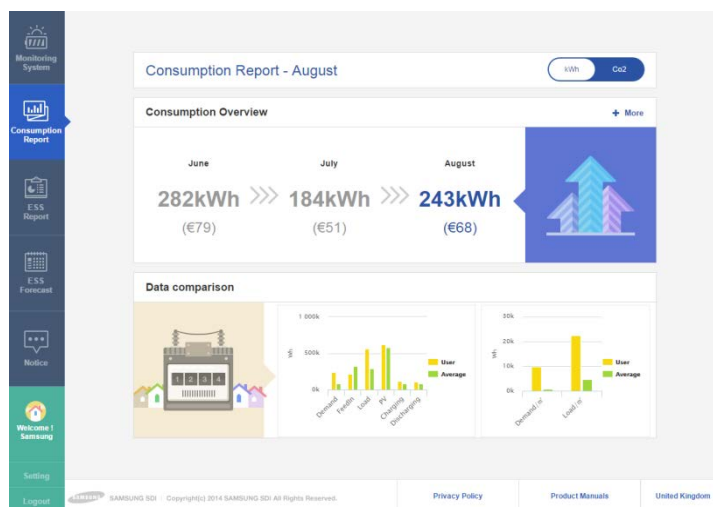 Monitoring
System
Consumption
Report
ESS
Report
ESS
Forecast
Notice
Welcome !
Samsung
Setting
Logout
Consumption Report - August
kWh Co2
Consumption Overview
+ More
June July August
282kWh 184kWh 243kWh
(€79) (€51) (€68)
Data comparison
1 2 3 4
1 000k
500k
0k
Wh
Demand FeedIn Load PV Charging Discharging
User
Average
30k
20k
10k
0k
Wh
Demand/㎡ Load/㎡
User
Average
SAMSUNG SAMSUNG SDI Copyright(c) 2014 SAMSUNG SDI All Rights Reserved.
Privacy Policy Product Manuals United Kingdom